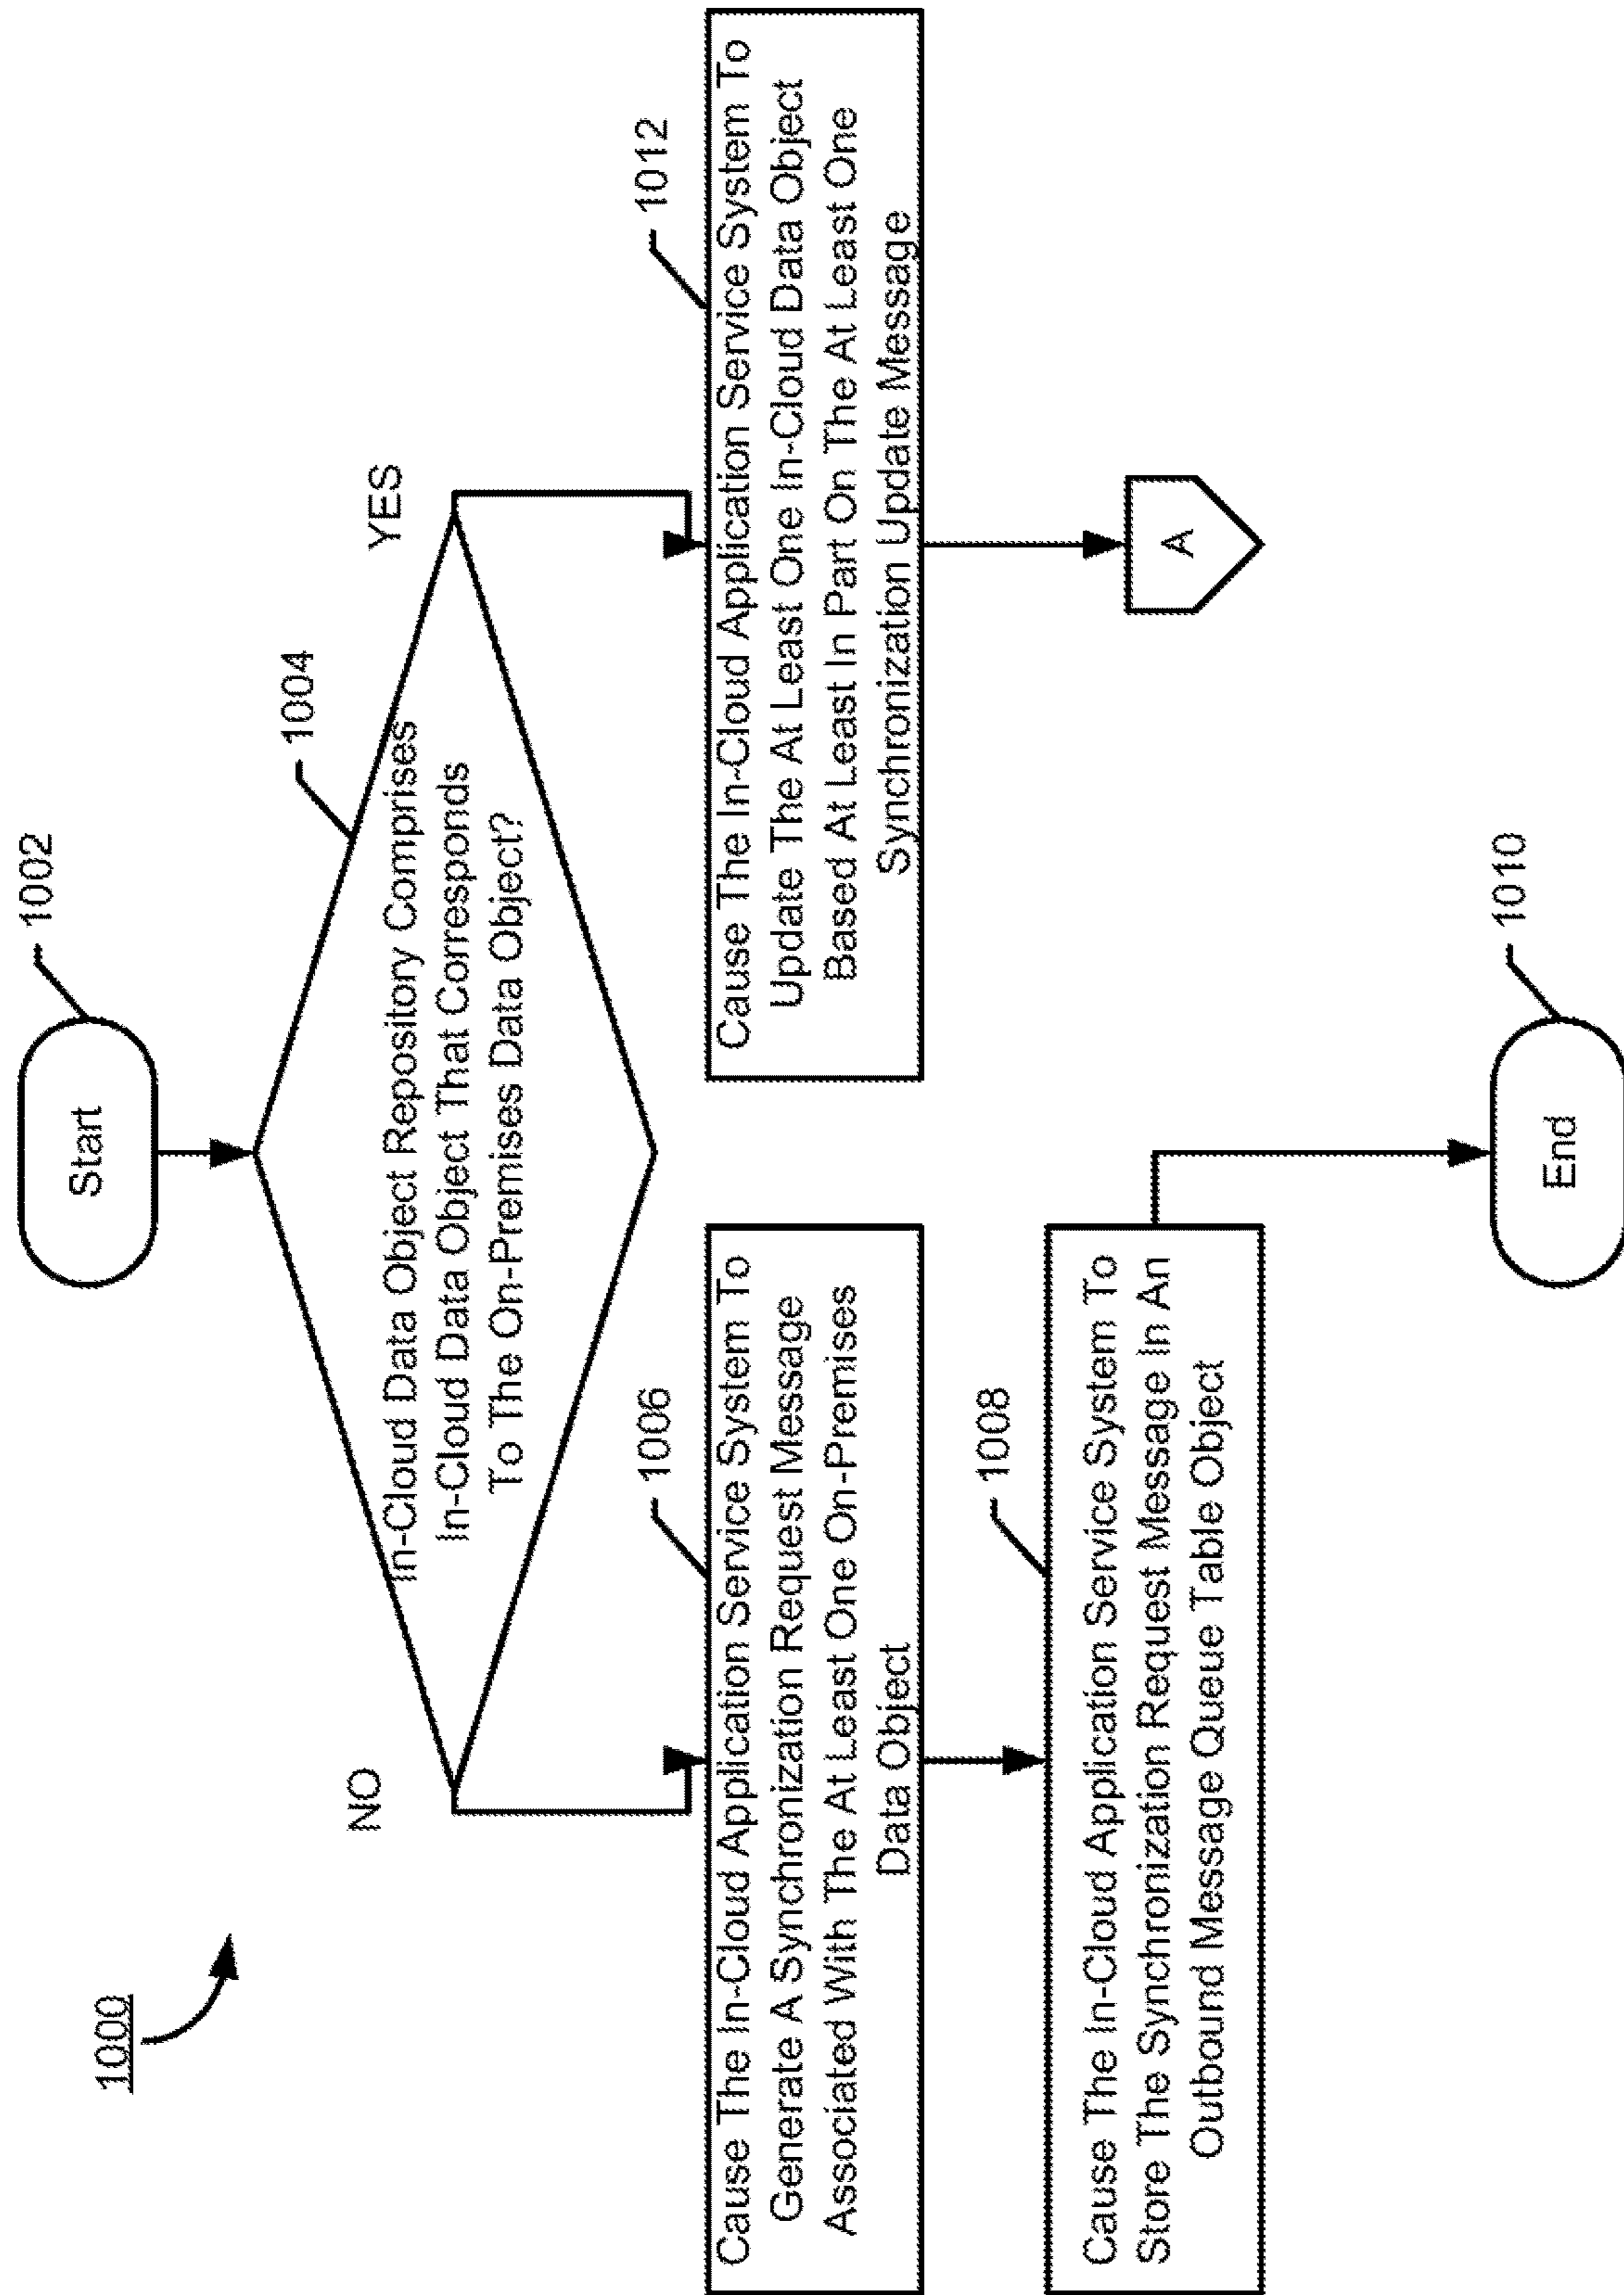 1000
Start
1002
In-Cloud Data Object Repository Comprises
In-Cloud Data Object That Corresponds
To The On-Premises Data Object?
1004
NO
YES
Cause The In-Cloud Application Service System To
Generate A Synchronization Request Message
Associated With The At Least One On-Premises
Data Object
1006
Cause The In-Cloud Application Service System To
Update The At Least One In-Cloud Data Object
Based At Least In Part On The At Least One
Synchronization Update Message
1012
Cause The In-Cloud Application Service System To
Store The Synchronization Request Message In An
Outbound Message Queue Table Object
1008
A
End
1010